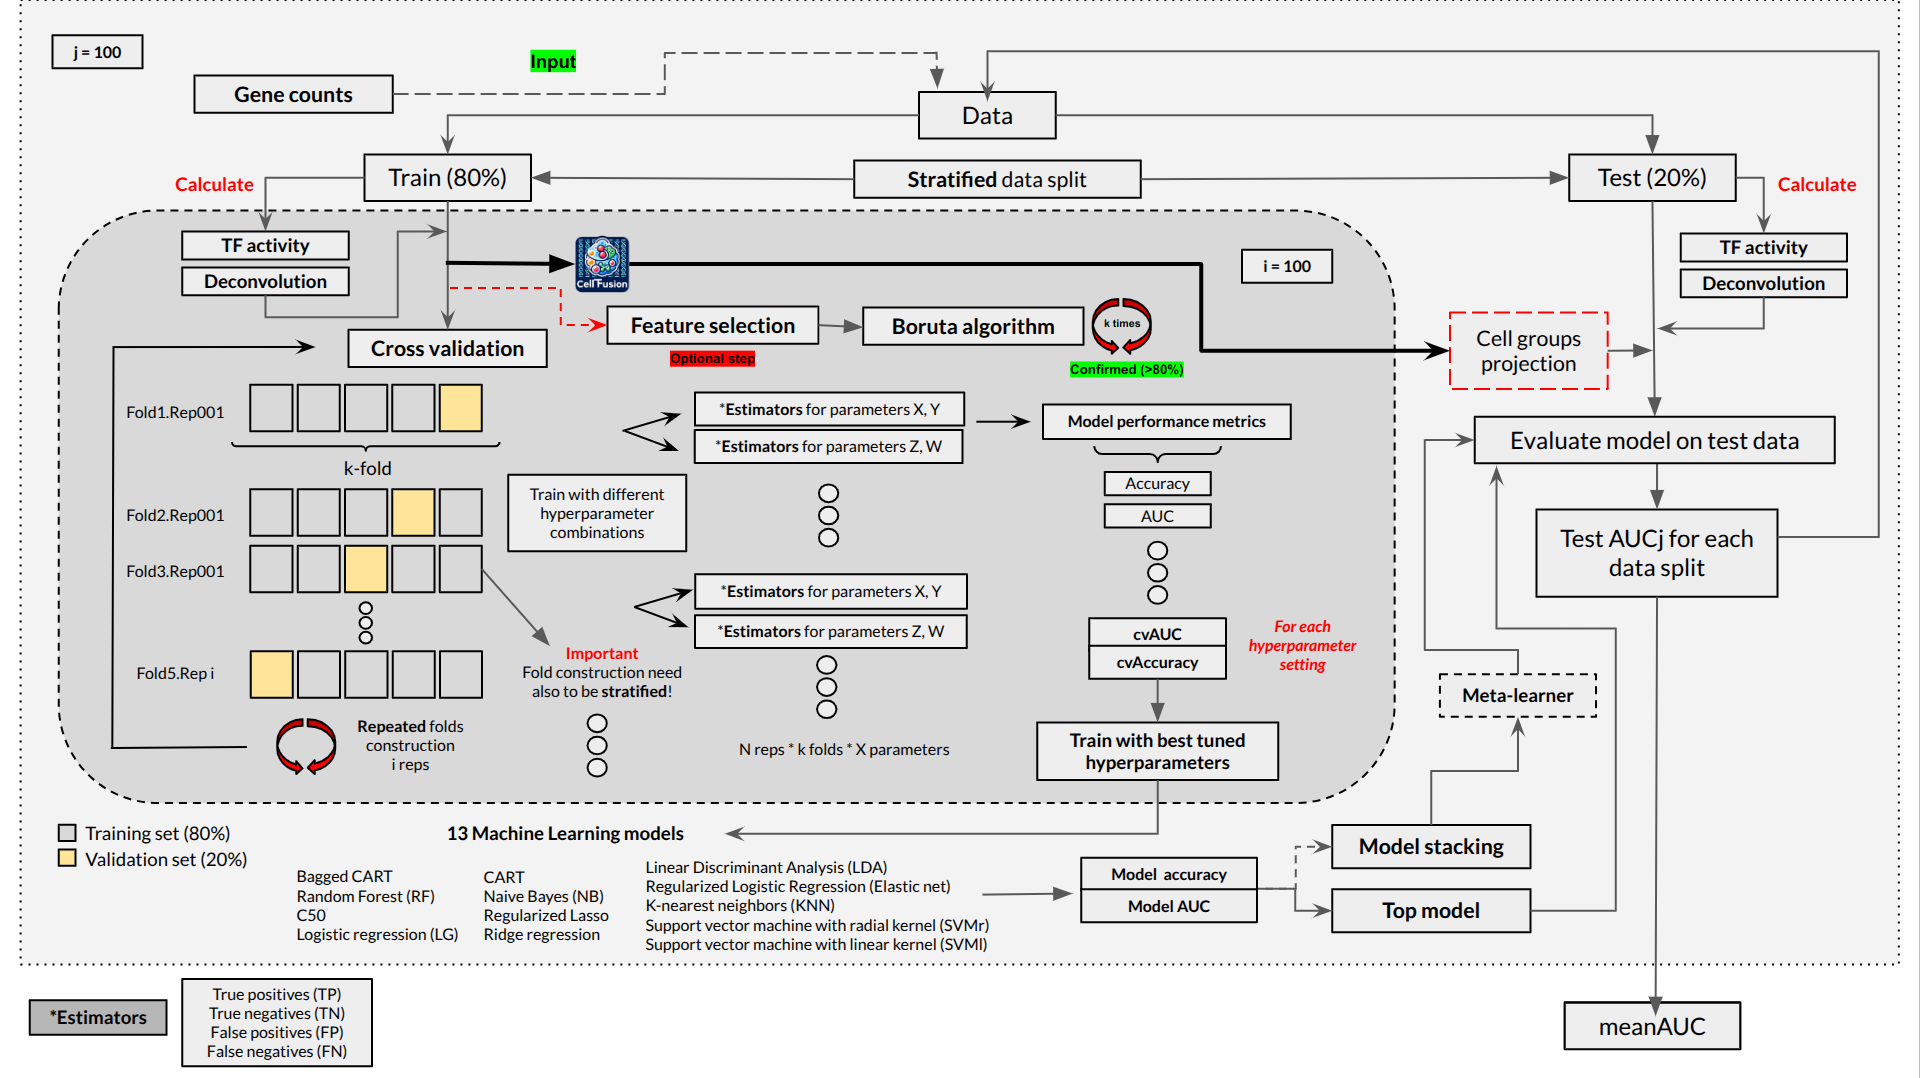 j = 100
Input
Gene counts
Data
Train (80%)
Stratified data split
Test (20%)
Calculate
Calculate
TF activity
Deconvolution
TF activity
Deconvolution
Cell Fusion
i = 100
Feature selection
Optional step
Boruta algorithm
k times
Confirmed (>80%)
Cross validation
Cell groups
projection
Fold1.Rep001
k-fold
Fold2.Rep001
Fold3.Rep001
Fold5.Rep i
Repeated folds
construction
i reps
Train with different
hyperparameter
combinations
Important
Fold construction need
also to be stratified!
*Estimators for parameters X, Y
*Estimators for parameters Z, W
*Estimators for parameters X, Y
*Estimators for parameters Z, W
N reps * k folds * X parameters
Model performance metrics
Accuracy
AUC
cvAUC
cvAccuracy
For each
hyperparameter
setting
Train with best tuned
hyperparameters
Evaluate model on test data
Test AUCj for each
data split
Meta-learner
Training set (80%)
Validation set (20%)
13 Machine Learning models
Bagged CART
Random Forest (RF)
C50
Logistic regression (LG)
CART
Naive Bayes (NB)
Regularized Lasso
Ridge regression
Linear Discriminant Analysis (LDA)
Regularized Logistic Regression (Elastic net)
K-nearest neighbors (KNN)
Support vector machine with radial kernel (SVMr)
Support vector machine with linear kernel (SVMl)
Model accuracy
Model AUC
Model stacking
Top model
*Estimators
True positives (TP)
True negatives (TN)
False positives (FP)
False negatives (FN)
meanAUC